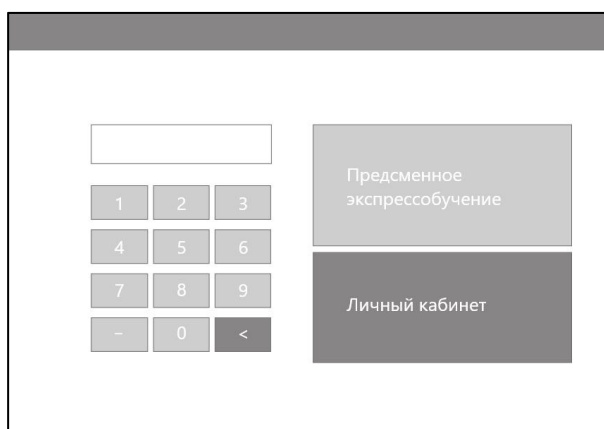 1 2 3
4 5 6
7 8 9
– 0 <
Предсменное
экспрессобучение
Личный кабинет